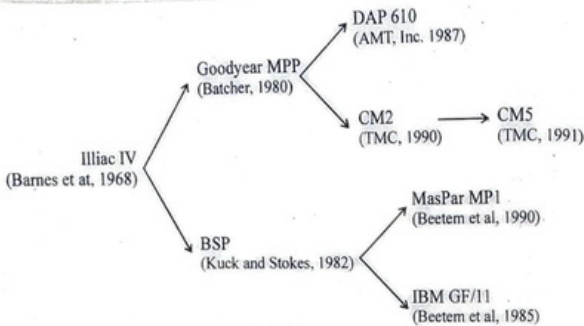 DAP 610
(AMT, Inc. 1987)
Goodyear MPP
(Batcher, 1980)
CM2
(TMC, 1990)
CM5
(TMC, 1991)
Illiac IV
(Barnes et at, 1968)
MasPar MP1
(Beetem et al, 1990)
BSP
(Kuck and Stokes, 1982)
IBM GF/11
(Beetem et al, 1985)